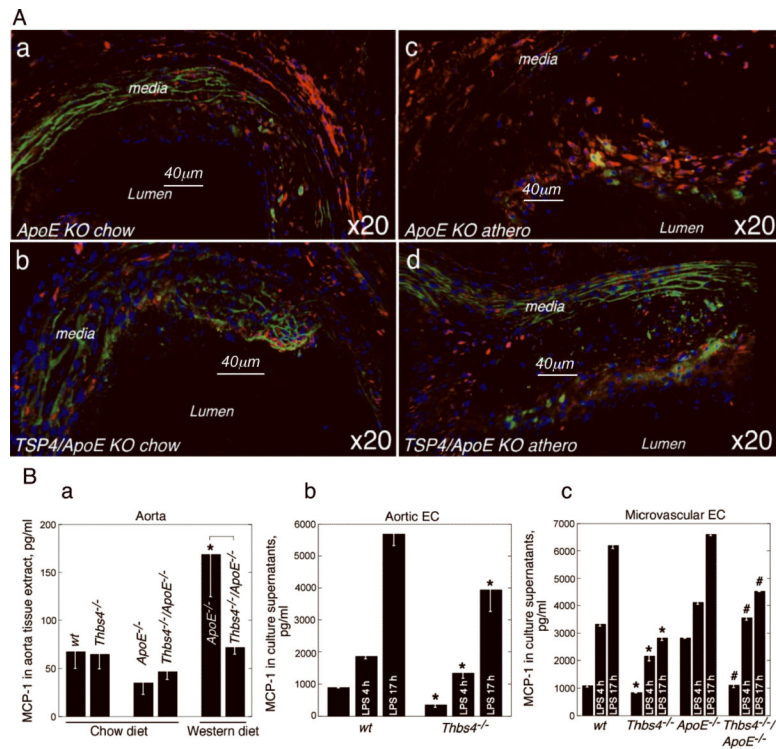 A
a
media
40μm
Lumen
ApoE KO chow
x20
c
media
40μm
Lumen
ApoE KO athero
x20
b
media
40μm
Lumen
TSP4/ApoE KO chow
x20
d
media
40μm
Lumen
TSP4/ApoE KO athero
x20
B
a
Aorta
MCP-1 in aorta tissue extract, pg/ml
200
150
100
50
0
wt
Thbs4-/-
ApoE-/-
Thbs4-/-/ApoE-/-
*
ApoE-/-
Thbs4-/-/ApoE-/-
Chow diet
Western diet
b
Aortic EC
MCP-1 in culture supernatants,
pg/ml
6000
5000
4000
3000
2000
1000
0
LPS 4 h
LPS 17 h
*
*
LPS 4 h
*
LPS 17 h
wt
Thbs4-/-
c
Microvascular EC
MCP-1 in culture supernatants,
pg/ml
7000
6000
5000
4000
3000
2000
1000
0
LPS 4 h
LPS 17 h
*
*
LPS 4 h
*
LPS 17 h
LPS 4 h
LPS 17 h
#
#
LPS 4 h
#
LPS 17 h
wt
Thbs4-/-
ApoE-/-
Thbs4-/-/
ApoE-/-